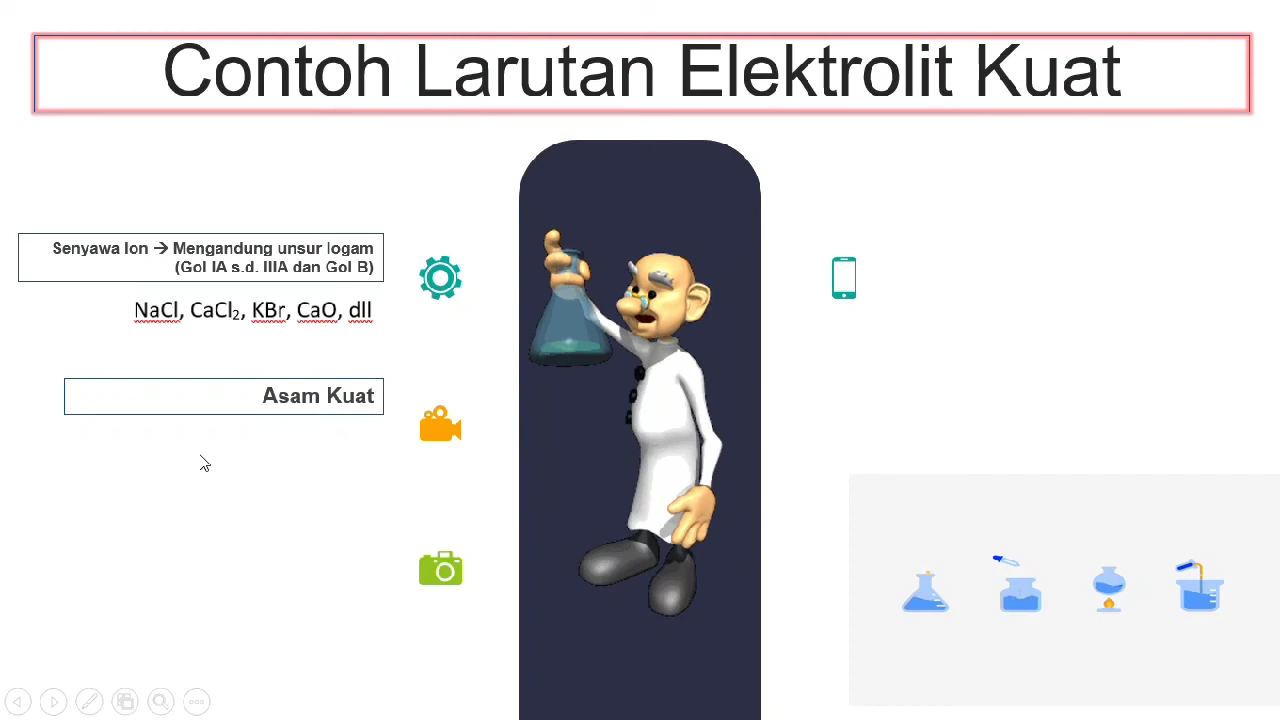 Contoh Larutan Elektrolit Kuat
Senyawa Ion → Mengandung unsur logam
(Gol IA s.d. IIIA dan Gol B)
NaCl, CaCl₂, KBr, CaO, dll
Asam Kuat